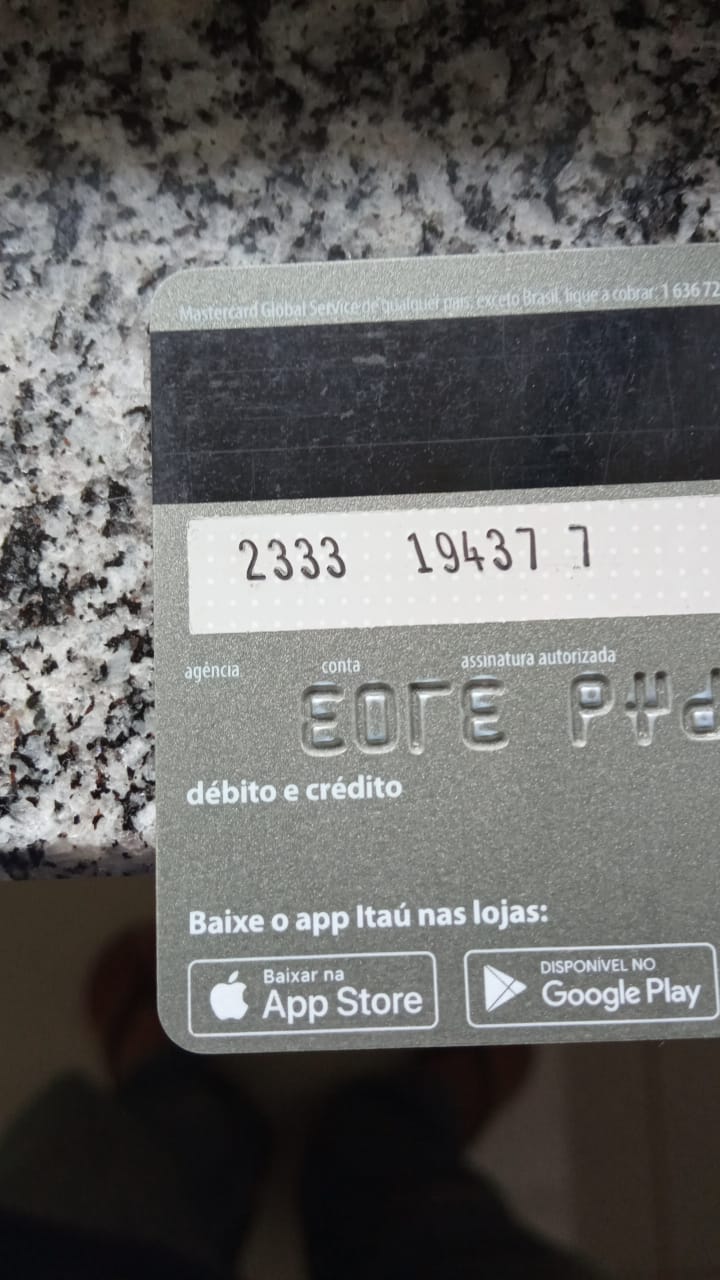 Mastercard Global Service de qualquer país, exceto Brasil, ligue a cobrar: 1 636 72
2333 19437 7
agência conta assinatura autorizada
débito e crédito
Baixe o app Itaú nas lojas:
Baixar na
App Store
DISPONÍVEL NO
Google Play